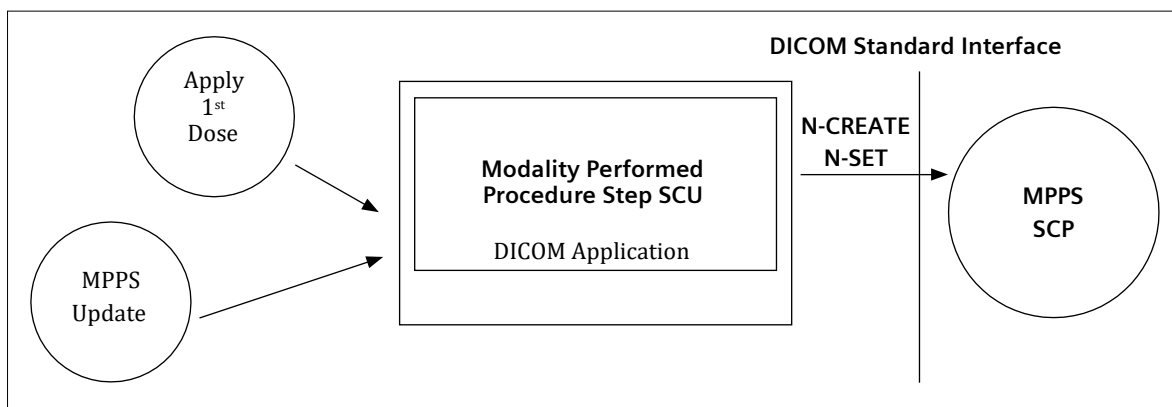 DICOM Standard Interface
Apply
1st
Dose
MPPS
Update
Modality Performed
Procedure Step SCU
DICOM Application
N-CREATE
N-SET
MPPS
SCP